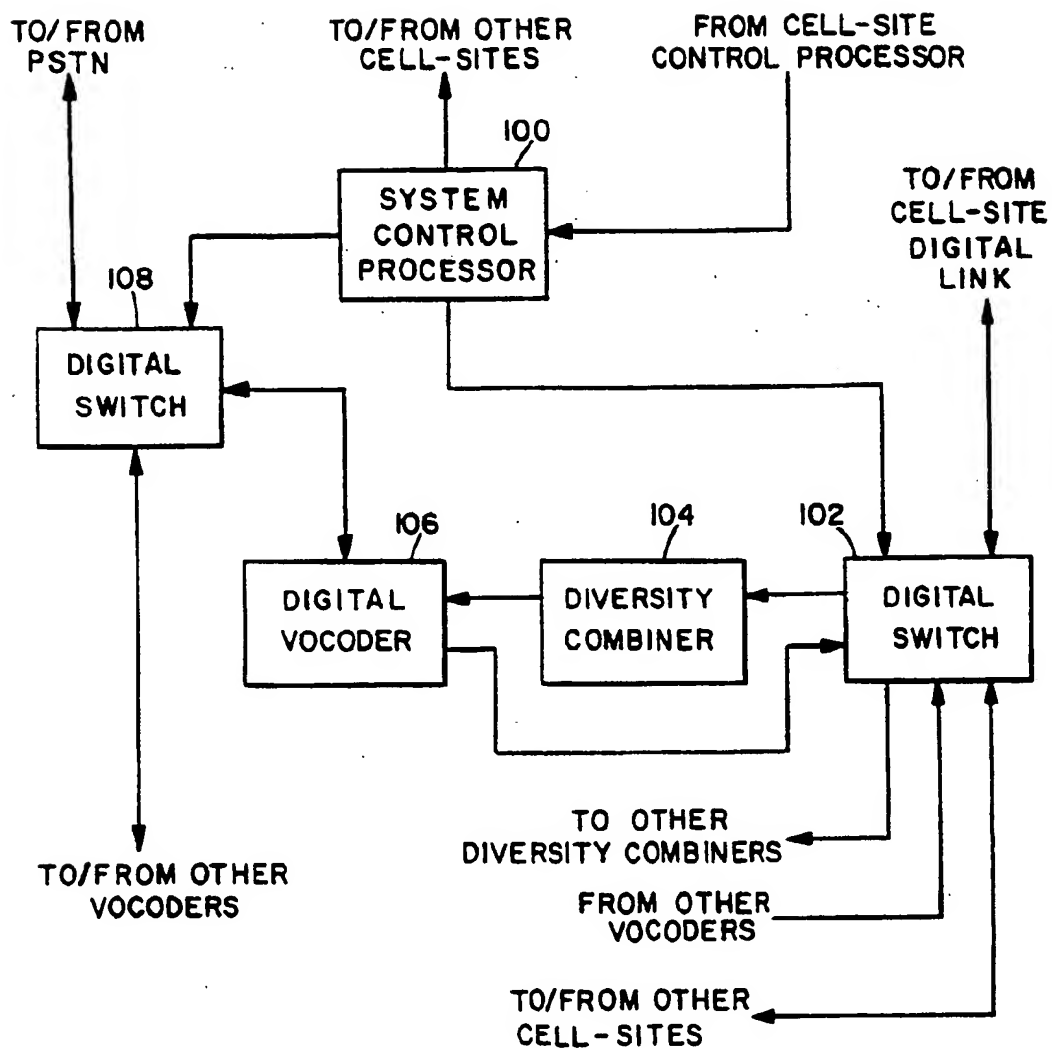 TO/FROM
PSTN
TO/FROM OTHER
CELL-SITES
FROM CELL-SITE
CONTROL PROCESSOR
100
SYSTEM
CONTROL
PROCESSOR
TO/FROM
CELL-SITE
DIGITAL
LINK
108
DIGITAL
SWITCH
106
DIGITAL
VOCODER
104
DIVERSITY
COMBINER
102
DIGITAL
SWITCH
TO OTHER
DIVERSITY COMBINERS
TO/FROM OTHER
VOCODERS
FROM OTHER
VOCODERS
TO/FROM OTHER
CELL-SITES